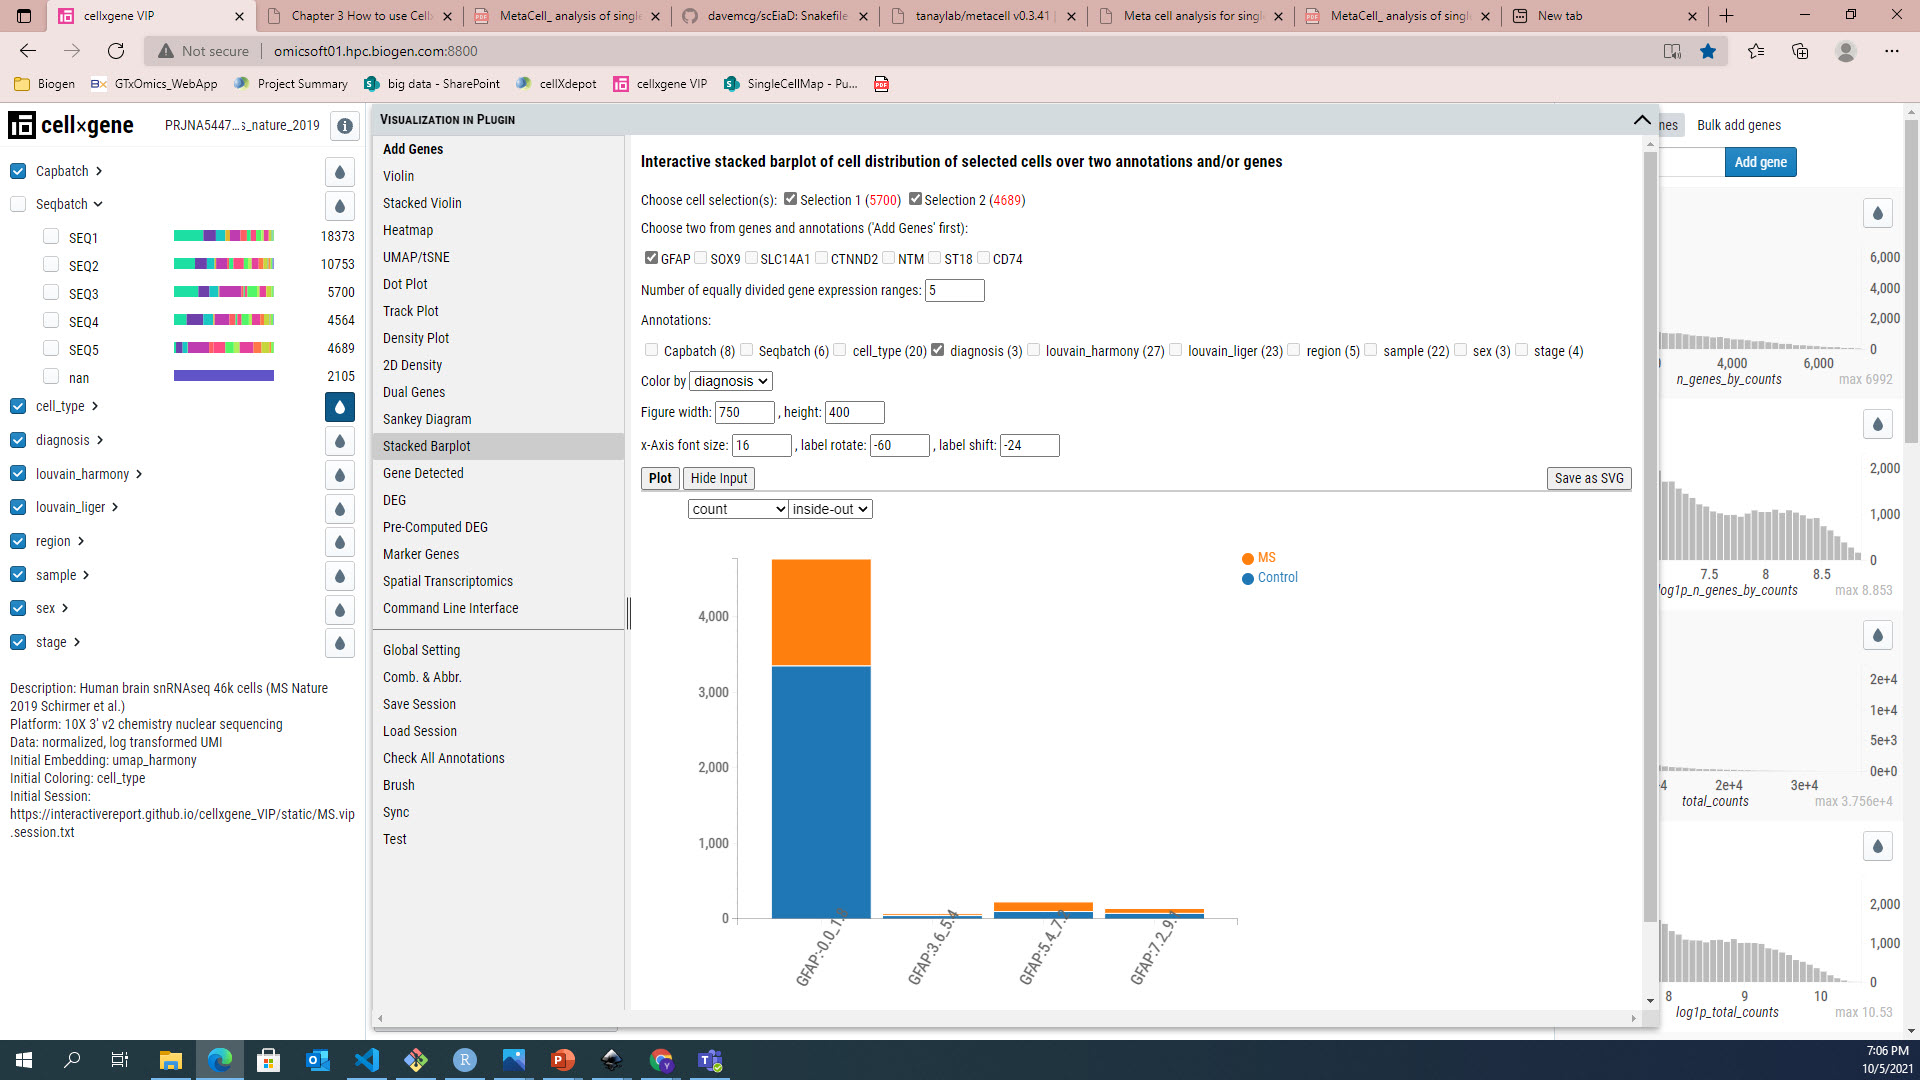 cellxgene VIP
Chapter 3 How to use Cell
MetaCell_ analysis of singl
davemcg/scEiaD: Snakefile
tanaylab/metacell v0.3.41
Meta cell analysis for singl
MetaCell_ analysis of singl
New tab
Not secure
omicsoft01.hpc.biogen.com:8800
Biogen
GTxOmics_WebApp
Project Summary
big data - SharePoint
cellXdepot
cellxgene VIP
SingleCellMap - Pu...
cell×gene
PRJNA5447...s_nature_2019
Capbatch
Seqbatch
SEQ1 18373
SEQ2 10753
SEQ3 5700
SEQ4 4564
SEQ5 4689
nan 2105
cell_type
diagnosis
louvain_harmony
louvain_liger
region
sample
sex
stage
Description: Human brain snRNAseq 46k cells (MS Nature
2019 Schirmer et al.)
Platform: 10X 3' v2 chemistry nuclear sequencing
Data: normalized, log transformed UMI
Initial Embedding: umap_harmony
Initial Coloring: cell_type
Initial Session:
https://interactivereport.github.io/cellxgene_VIP/static/MS.vip
.session.txt
VISUALIZATION IN PLUGIN
Add Genes
Violin
Stacked Violin
Heatmap
UMAP/tSNE
Dot Plot
Track Plot
Density Plot
2D Density
Dual Genes
Sankey Diagram
Stacked Barplot
Gene Detected
DEG
Pre-Computed DEG
Marker Genes
Spatial Transcriptomics
Command Line Interface
Global Setting
Comb. & Abbr.
Save Session
Load Session
Check All Annotations
Brush
Sync
Test
Interactive stacked barplot of cell distribution of selected cells over two annotations and/or genes
Choose cell selection(s): Selection 1 (5700) Selection 2 (4689)
Choose two from genes and annotations ('Add Genes' first):
GFAP SOX9 SLC14A1 CTNND2 NTM ST18 CD74
Number of equally divided gene expression ranges: 5
Annotations:
Capbatch (8) Seqbatch (6) cell_type (20) diagnosis (3) louvain_harmony (27) louvain_liger (23) region (5) sample (22) sex (3) stage (4)
Color by diagnosis
Figure width: 750 , height: 400
x-Axis font size: 16 , label rotate: -60 , label shift: -24
Plot Hide Input Save as SVG
count inside-out
MS
Control
4,000
3,000
2,000
1,000
0
GFAP:-0.0_1.
GFAP:3.6_5.4
GFAP:5.4_7.
GFAP:7.2_9.
nes
Bulk add genes
Add gene
6,000
4,000
2,000
0
4,000 6,000
n_genes_by_counts max 6992
2,000
1,000
0
7.5 8 8.5
log1p_n_genes_by_counts max 8.853
2e+4
1e+4
5e+3
0e+0
4 2e+4 3e+4
total_counts max 3.756e+4
2,000
1,000
0
8 9 10
log1p_total_counts max 10.53
7:06 PM
10/5/2021